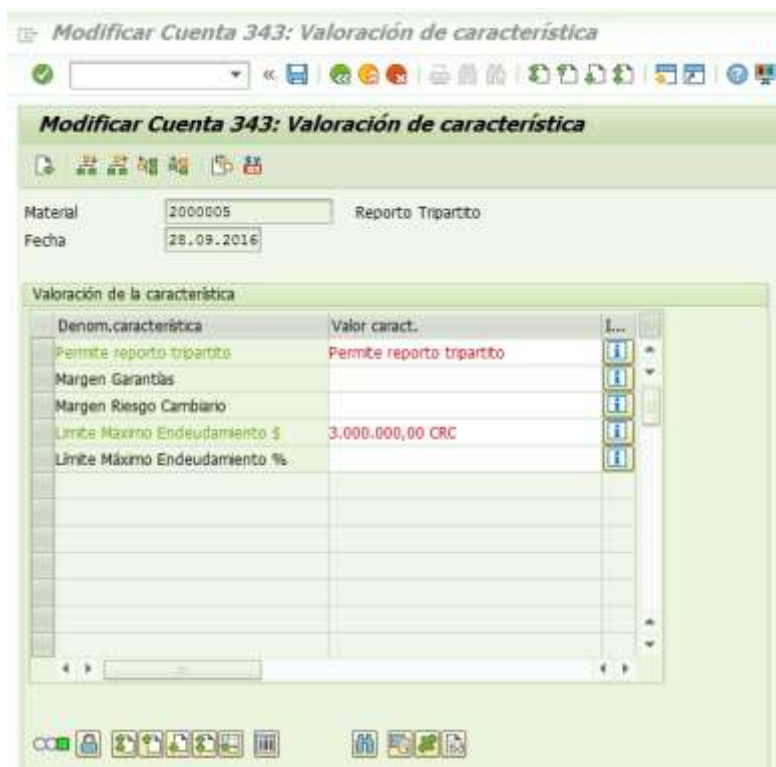 Modificar Cuenta 343: Valoración de característica
Modificar Cuenta 343: Valoración de característica
Material 2000005 Reporto Tripartito
Fecha 28.09.2016
Valoración de la característica
Denom.característica Valor caract. I...
Permite reporto tripartito Permite reporto tripartito
Margen Garantías
Margen Riesgo Cambiario
Limite Maximo Endeudamiento $ 3.000.000,00 CRC
Límite Máximo Endeudamiento %